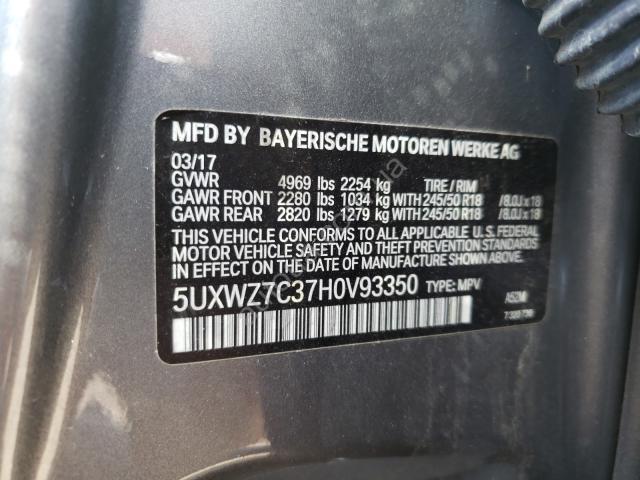 MFD BY BAYERISCHE MOTOREN WERKE AG
03/17
GVWR 4969 lbs 2254 kg TIRE / RIM
GAWR FRONT 2280 lbs 1034 kg WITH 245/50 R18 /8.0J x 18
GAWR REAR 2820 lbs 1279 kg WITH 245/50 R18 /8.0J x 18
THIS VEHICLE CONFORMS TO ALL APPLICABLE U. S. FEDERAL
MOTOR VEHICLE SAFETY AND THEFT PREVENTION STANDARDS
IN EFFECT ON THE DATE OF MANUFACTURE SHOWN ABOVE.
5UXWZ7C37H0V93350 TYPE: MPV